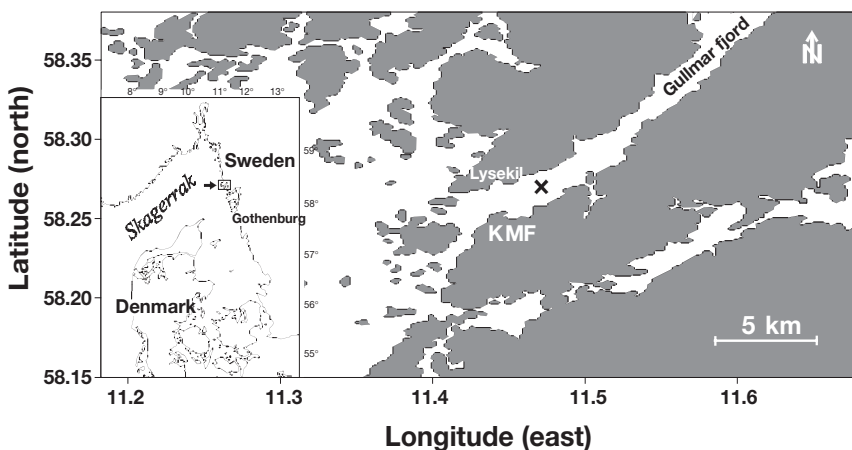 58.35
58.30
58.25
58.20
58.15
Latitude (north)
11.2
11.3
11.4
11.5
11.6
Longitude (east)
Gullmar fjord
N
Lysekil
KMF
5 km
8°
9°
10°
11°
12°
13°
59
58°
57°
56°
55°
Sweden
Skagerrak
Gothenburg
Denmark